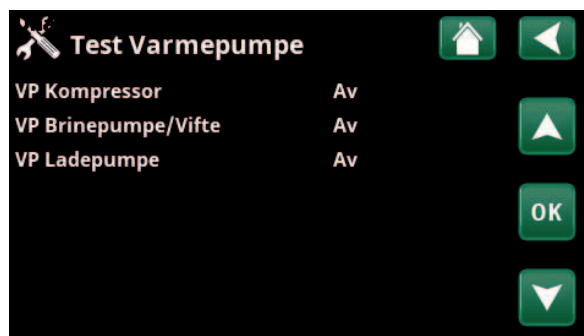 Test Varmepumpe
VP Kompressor Av
VP Brinepumpe/Vifte Av
VP Ladepumpe Av
OK